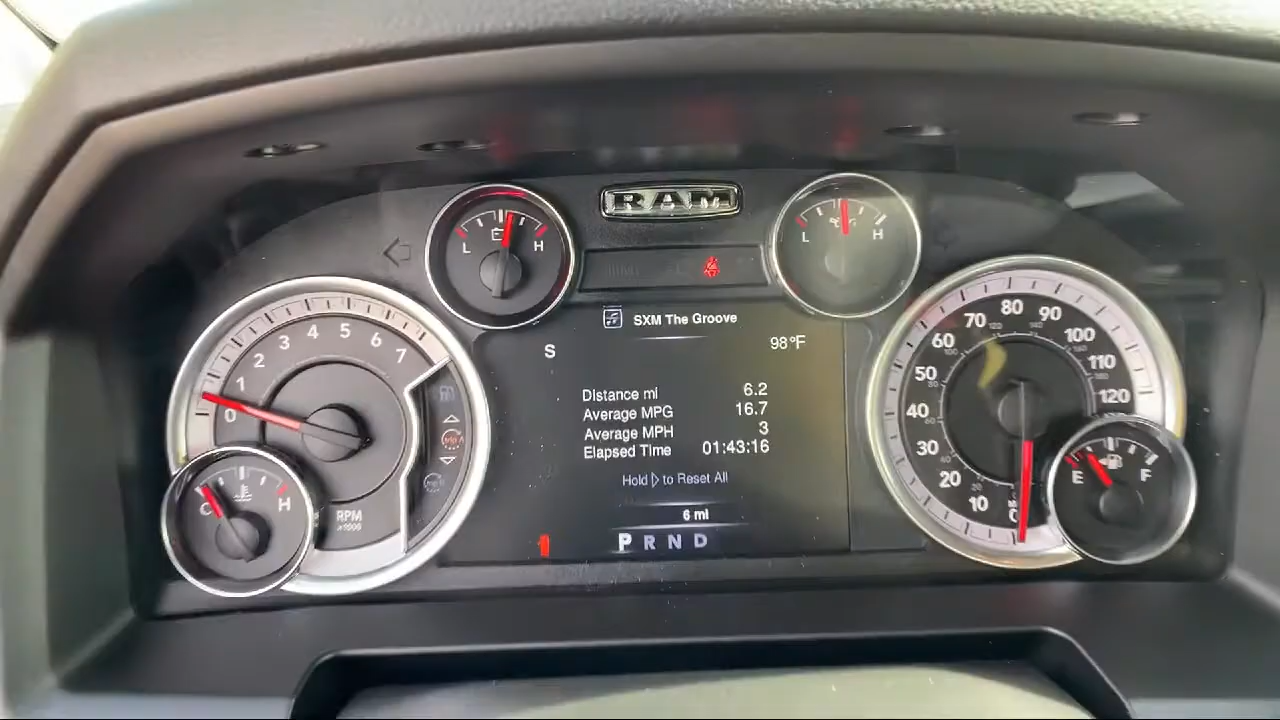 RAM
L H
L H
SXM The Groove
S 98°F
Distance mi 6.2
Average MPG 16.7
Average MPH 3
Elapsed Time 01:43:16
Hold ▷ to Reset All
6 mi
P R N D
0 1 2 3 4 5 6 7
RPM
x1000
C H
0 10 20 30 40 50 60 70 80 90 100 110 120
E F